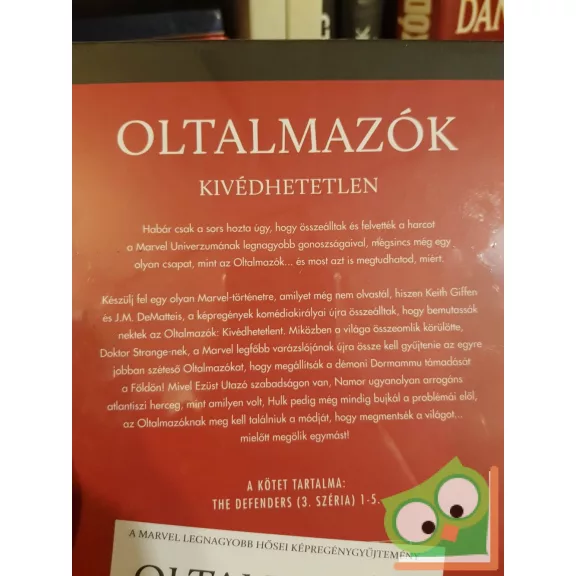 DAN
OLTALMAZÓK
KIVÉDHETETLEN
Habár csak a sors hozta úgy, hogy összeálltak és felvették a harcot
a Marvel Univerzumának legnagyobb gonoszságaival, mégsincs még egy
olyan csapat, mint az Oltalmazók... és most azt is megtudhatod, miért.
Készülj fel egy olyan Marvel-történetre, amilyet még nem olvastál, hiszen Keith Giffen
és J.M. DeMatteis, a képregények komédiakirályai újra összeálltak, hogy bemutassák
nektek az Oltalmazók: Kivédhetetlent. Miközben a világa összeomlik körülötte,
Doktor Strange-nek, a Marvel legfőbb varázslójának újra össze kell gyűjtenie az egyre
jobban széteső Oltalmazókat, hogy megállítsák a démoni Dormammu támadását
a Földön! Mivel Ezüst Utazó szabadságon van, Namor ugyanolyan arragáns
atlantiszi herceg, mint amilyen volt, Hulk pedig még mindig bujkál a problémái elől,
az Oltalmazóknak meg kell találniuk a módját, hogy megmentsék a világot...
mielőtt megölik egymást!
A KÖTET TARTALMA:
THE DEFENDERS (3. SZÉRIA) 1-5.
A MARVEL LEGNAGYOBB HŐSEI KÉPREGÉNYGYŰJTEMÉNY